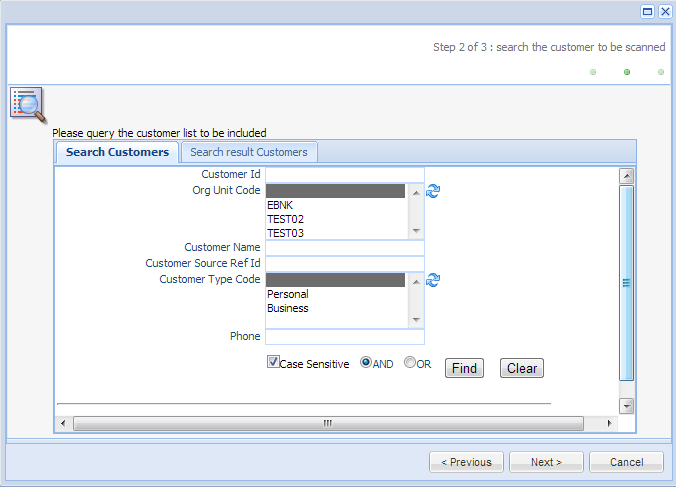 Step 2 of 3 : search the customer to be scanned
Please query the customer list to be included
Search Customers
Search result Customers
Customer Id
Org Unit Code
EBNK
TEST02
TEST03
Customer Name
Customer Source Ref Id
Customer Type Code
Personal
Business
Phone
Case Sensitive AND OR Find Clear
< Previous Next > Cancel